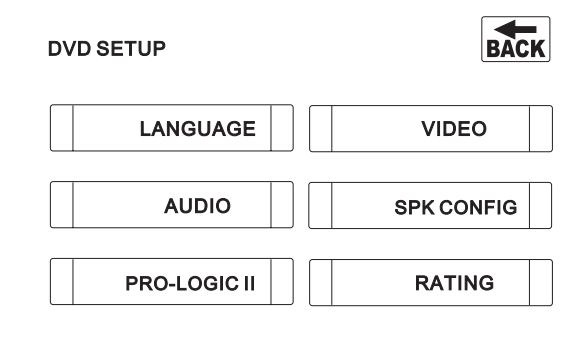 DVD SETUP
BACK
LANGUAGE
VIDEO
AUDIO
SPK CONFIG
PRO-LOGIC II
RATING